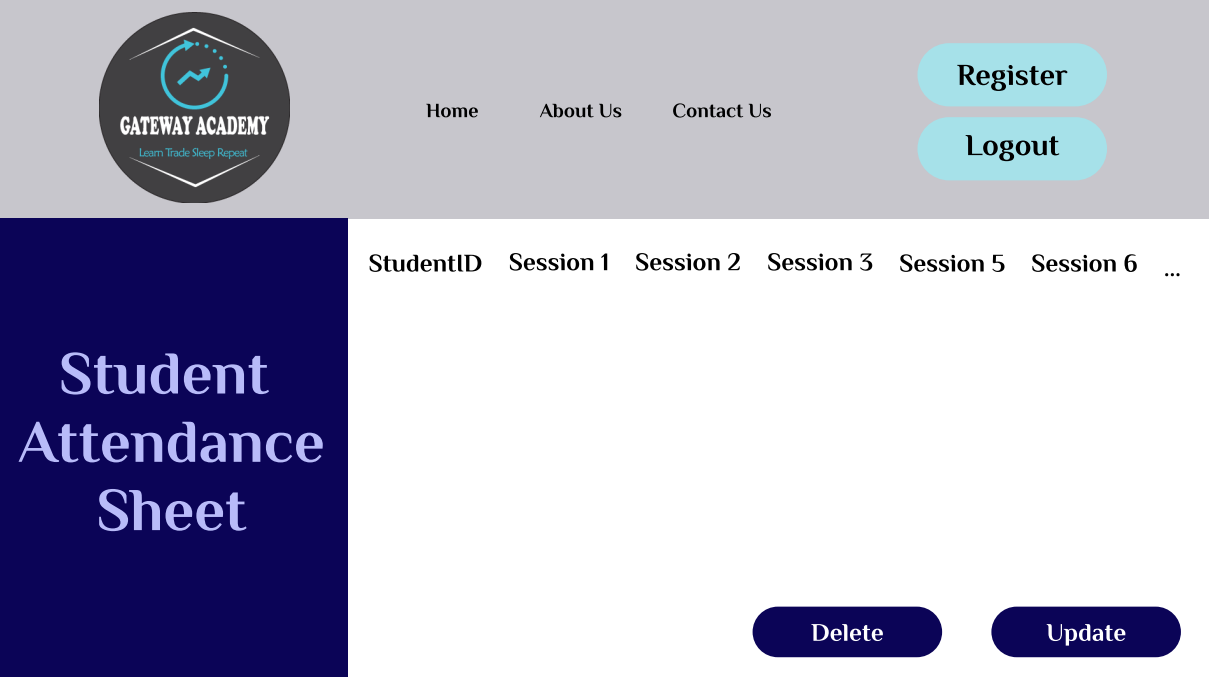 GATEWAY ACADEMY
Learn Trade Sleep Repeat
Home About Us Contact Us
Register
Logout
Student
Attendance
Sheet
StudentID Session 1 Session 2 Session 3 Session 5 Session 6 ...
Delete Update